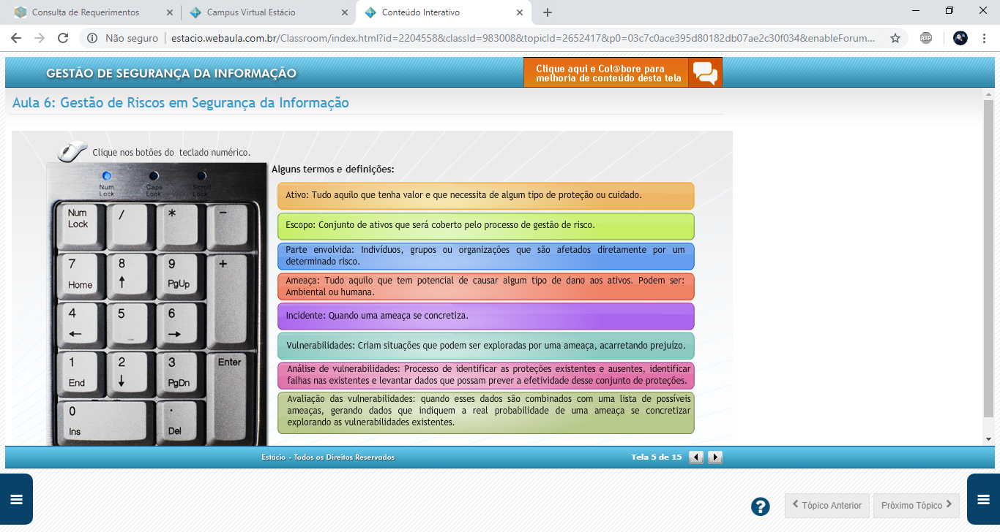 Consulta de Requerimentos
Campus Virtual Estácio
Conteúdo Interativo
Não seguro
estacio.webaula.com.br/Classroom/index.html?id=2204558&classId=983008&topicId=2652417&p0=03c7c0ace395d80182db07ae2c30f034&enableForum...
ABP
GESTÃO DE SEGURANÇA DA INFORMAÇÃO
Clique aqui e Col@bore para
melhoria de conteúdo desta tela
Aula 6: Gestão de Riscos em Segurança da Informação
Clique nos botões do teclado numérico.
Num Lock
Caps Lock
Scroll Lock
Num Lock / * -
7 Home 8 9 PgUp +
4 5 6
1 End 2 3 PgDn Enter
0 Ins . Del
Alguns termos e definições:
Ativo: Tudo aquilo que tenha valor e que necessita de algum tipo de proteção ou cuidado.
Escopo: Conjunto de ativos que será coberto pelo processo de gestão de risco.
Parte envolvida: Indivíduos, grupos ou organizações que são afetados diretamente por um
determinado risco.
Ameaça: Tudo aquilo que tem potencial de causar algum tipo de dano aos ativos. Podem ser:
Ambiental ou humana.
Incidente: Quando uma ameaça se concretiza.
Vulnerabilidades: Criam situações que podem ser exploradas por uma ameaça, acarretando prejuízo.
Análise de vulnerabilidades: Processo de identificar as proteções existentes e ausentes, identificar
falhas nas existentes e levantar dados que possam prever a efetividade desse conjunto de proteções.
Avaliação das vulnerabilidades: quando esses dados são combinados com uma lista de possíveis
ameaças, gerando dados que indiquem a real probabilidade de uma ameaça se concretizar
explorando as vulnerabilidades existentes.
Estácio - Todos os Direitos Reservados
Tela 5 de 15
?
Tópico Anterior
Próximo Tópico